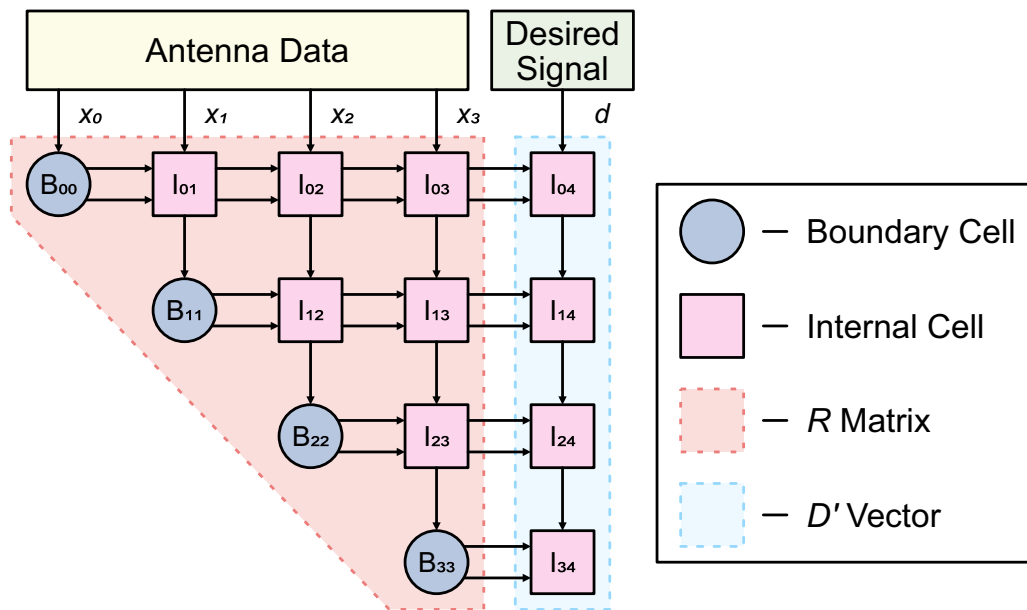 Antenna Data
Desired
Signal
x₀ x₁ x₂ x₃ d
B₀₀ I₀₁ I₀₂ I₀₃ I₀₄
B₁₁ I₁₂ I₁₃ I₁₄
B₂₂ I₂₃ I₂₄
B₃₃ I₃₄
– Boundary Cell
– Internal Cell
– R Matrix
– D' Vector